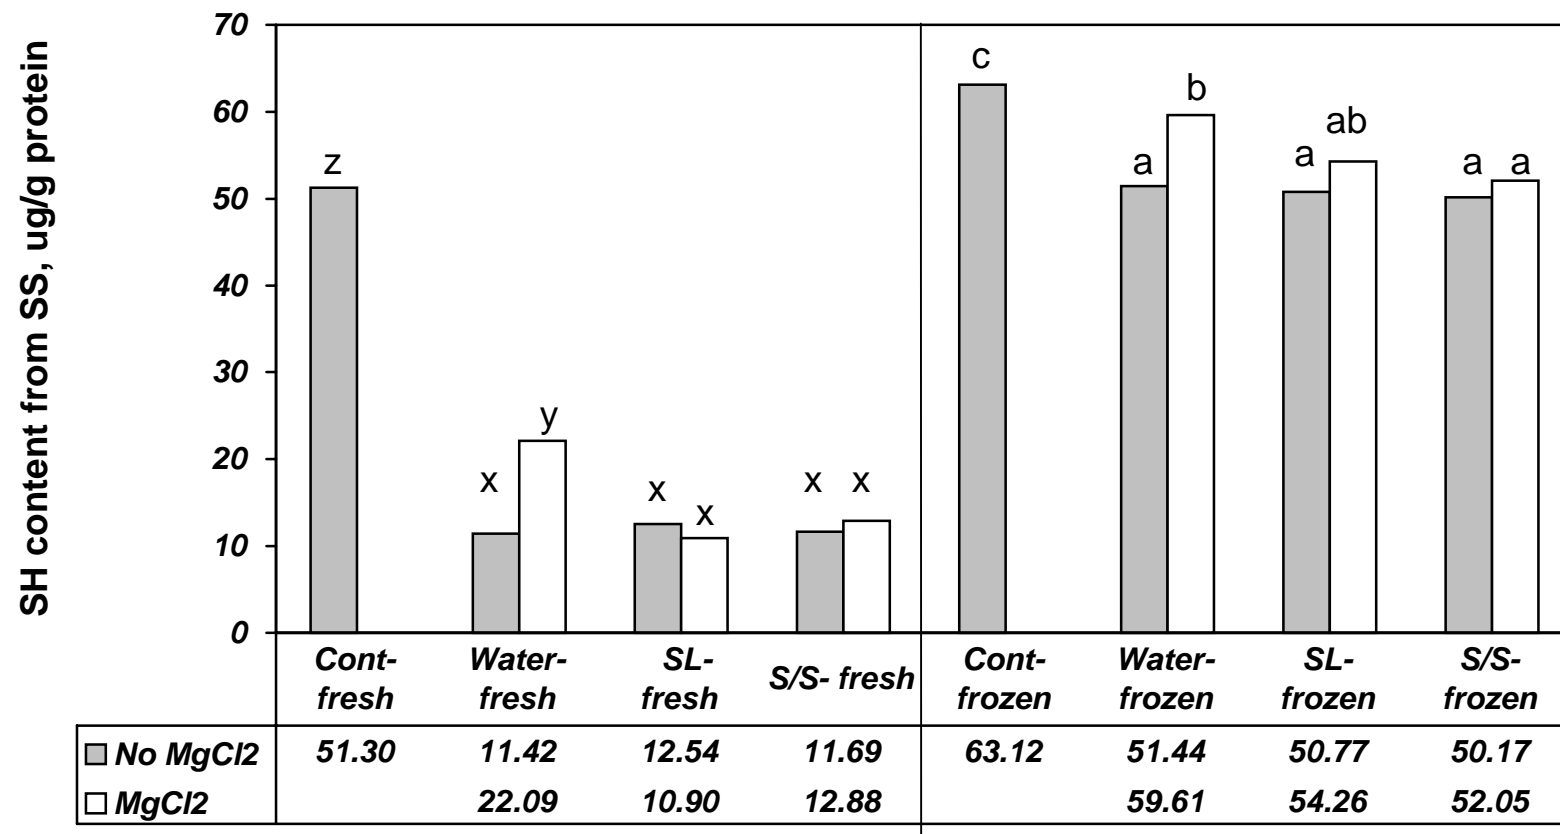 SH content from SS, ug/g protein
70
60
50
40
30
20
10
0
z
x
y
x
x
x
x
c
a
b
a
ab
a
a
Cont-
fresh
Water-
fresh
SL-
fresh
S/S- fresh
Cont-
frozen
Water-
frozen
SL-
frozen
S/S-
frozen
No MgCl2 51.30 11.42 12.54 11.69 63.12 51.44 50.77 50.17
MgCl2 22.09 10.90 12.88 59.61 54.26 52.05